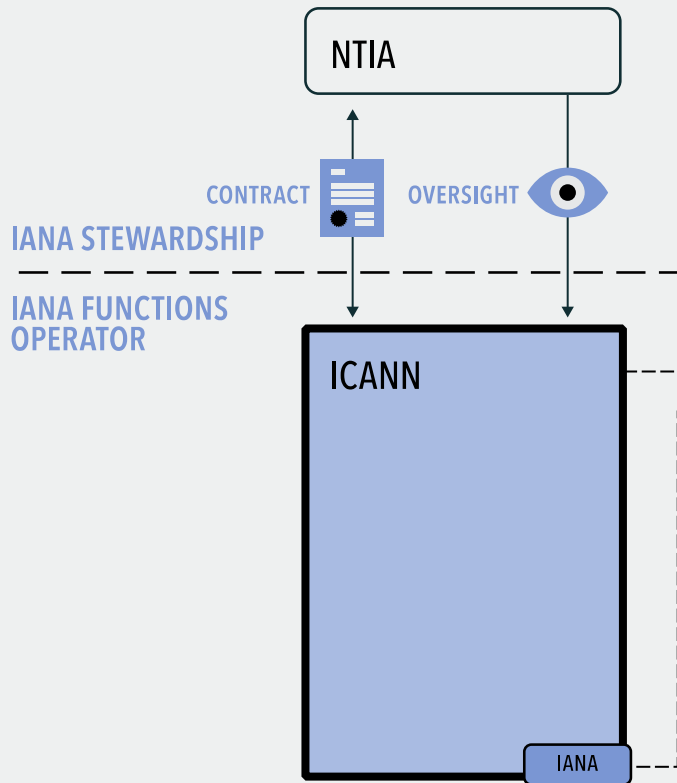 NTIA
CONTRACT
OVERSIGHT
IANA STEWARDSHIP
IANA FUNCTIONS
OPERATOR
ICANN
IANA